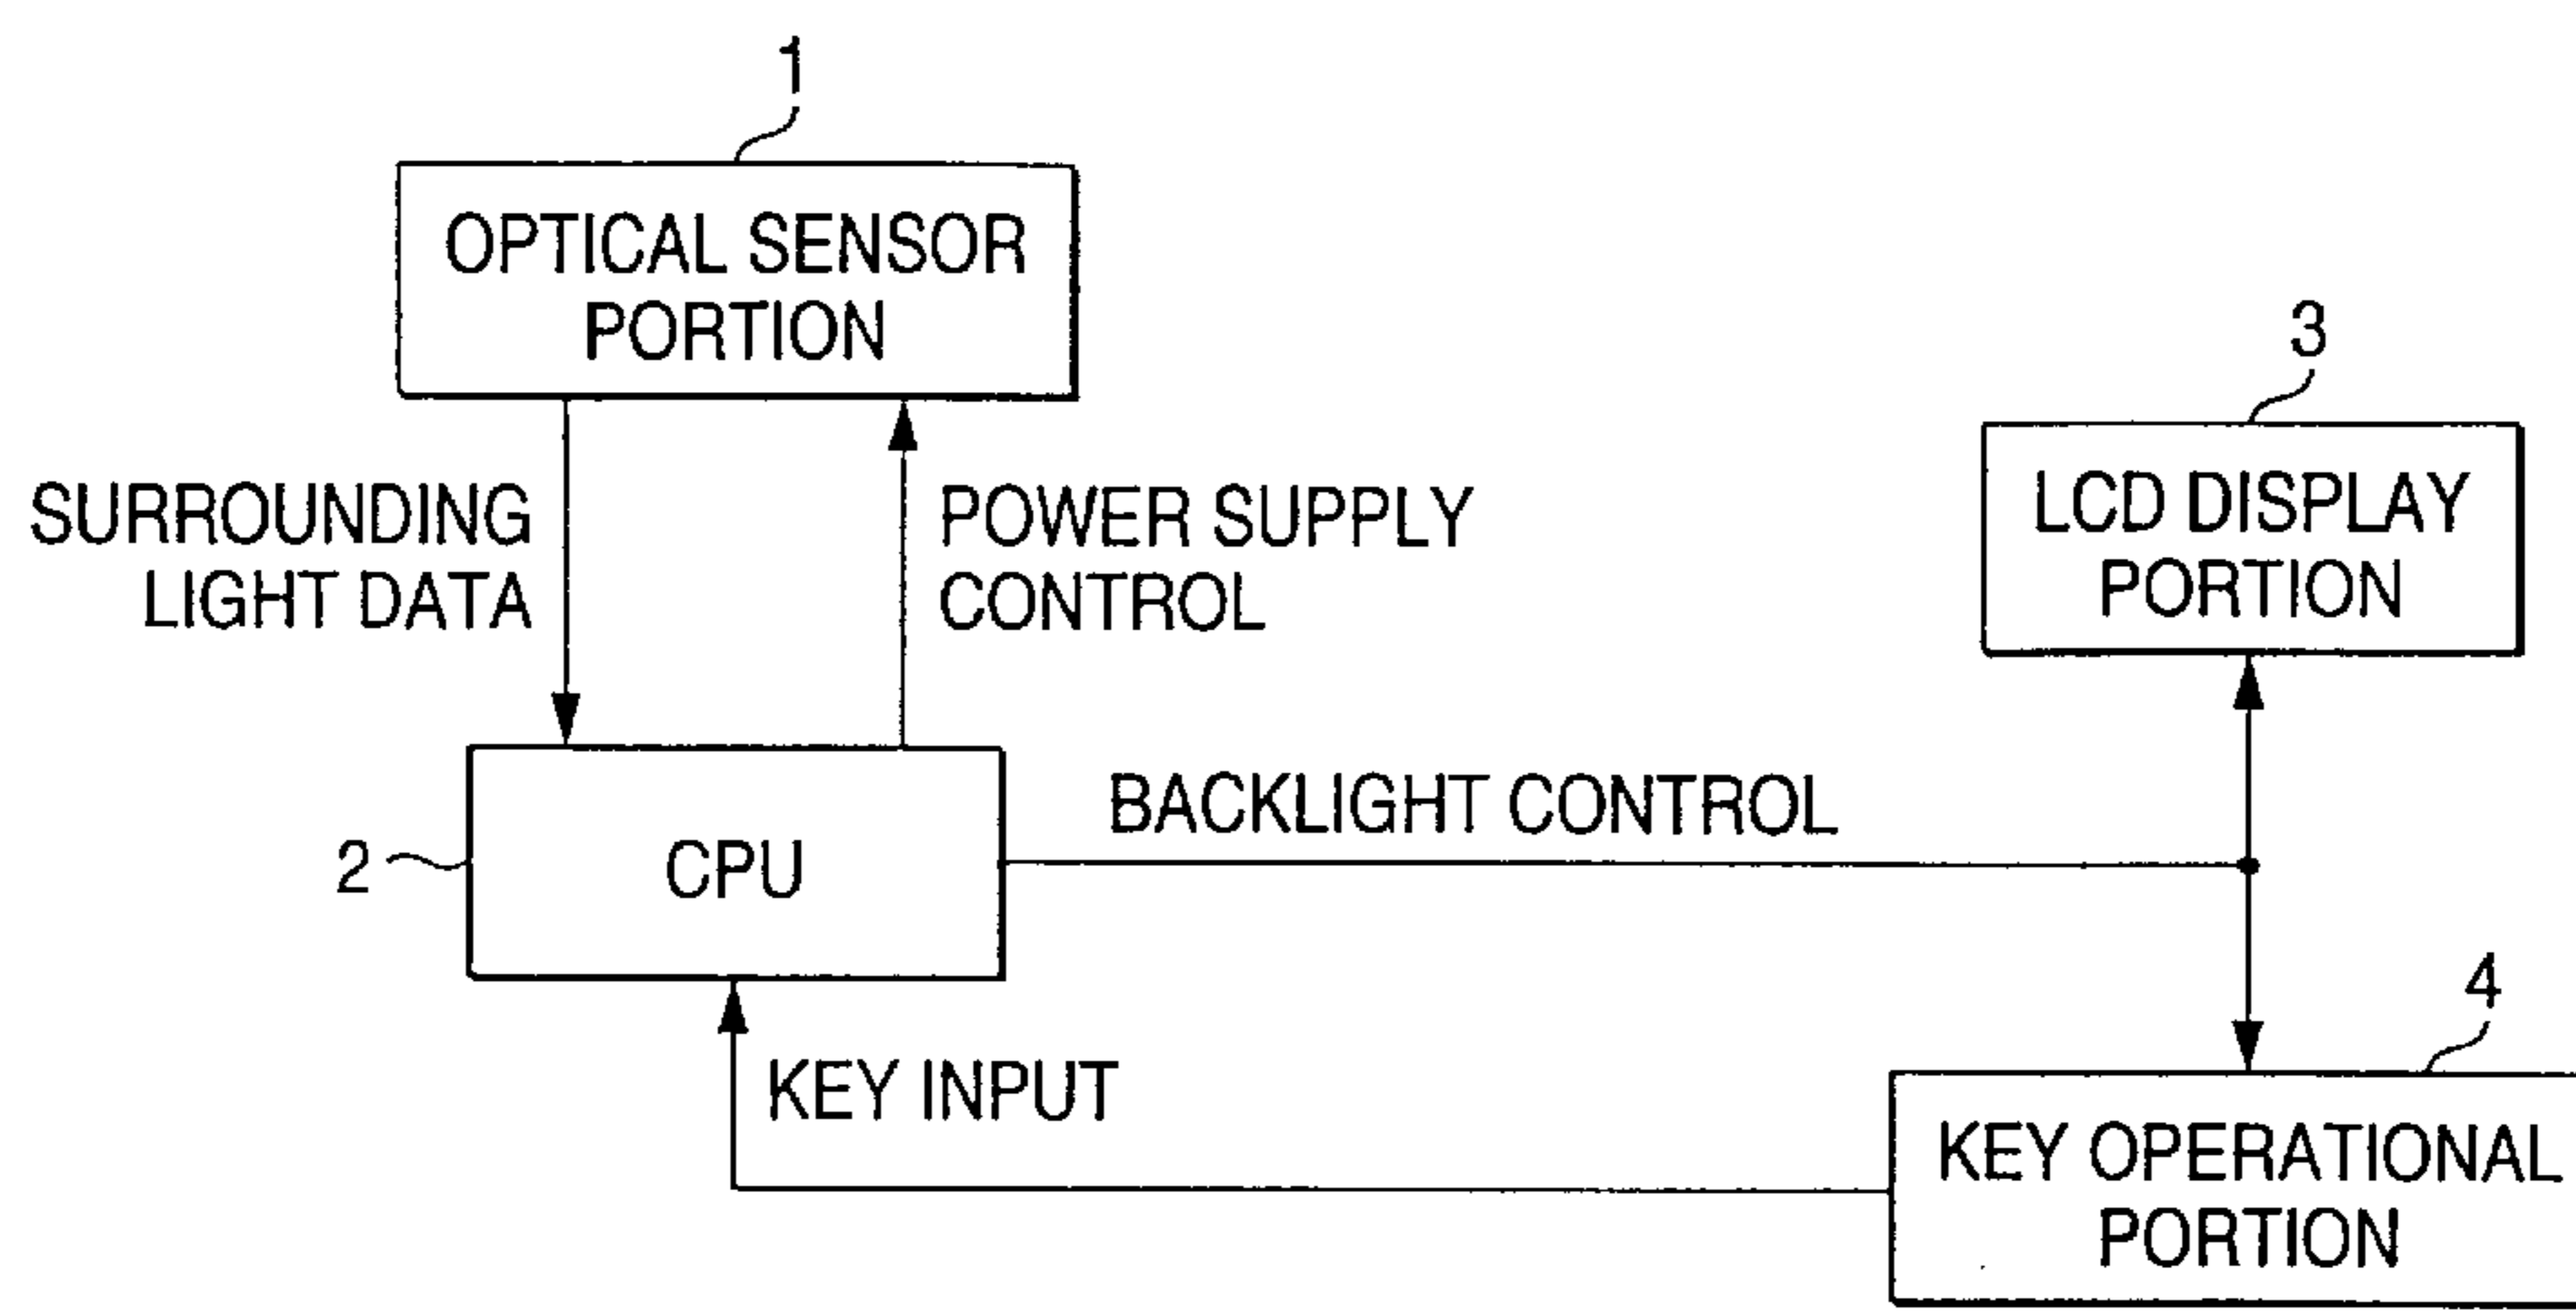 1
OPTICAL SENSOR
PORTION
3
LCD DISPLAY
PORTION
SURROUNDING
LIGHT DATA
POWER SUPPLY
CONTROL
BACKLIGHT CONTROL
2
CPU
4
KEY INPUT
KEY OPERATIONAL
PORTION